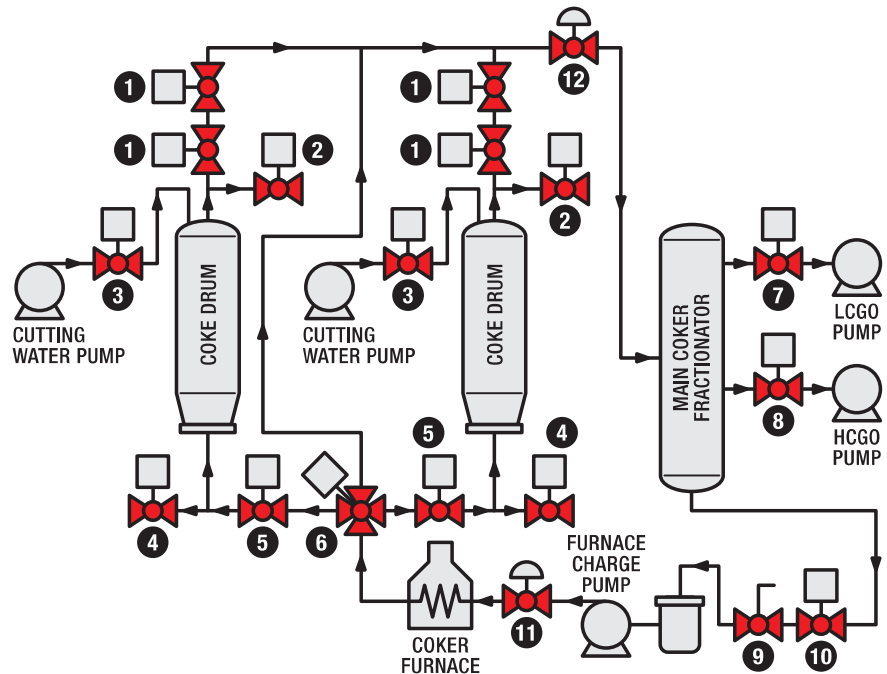 12
1
1
1
1
2
2
3
3
CUTTING
WATER PUMP
COKE DRUM
CUTTING
WATER PUMP
COKE DRUM
MAIN COKER
FRACTIONATOR
7
LCGO
PUMP
8
HCGO
PUMP
4
5
6
5
4
FURNACE
CHARGE
PUMP
COKER
FURNACE
11
9
10